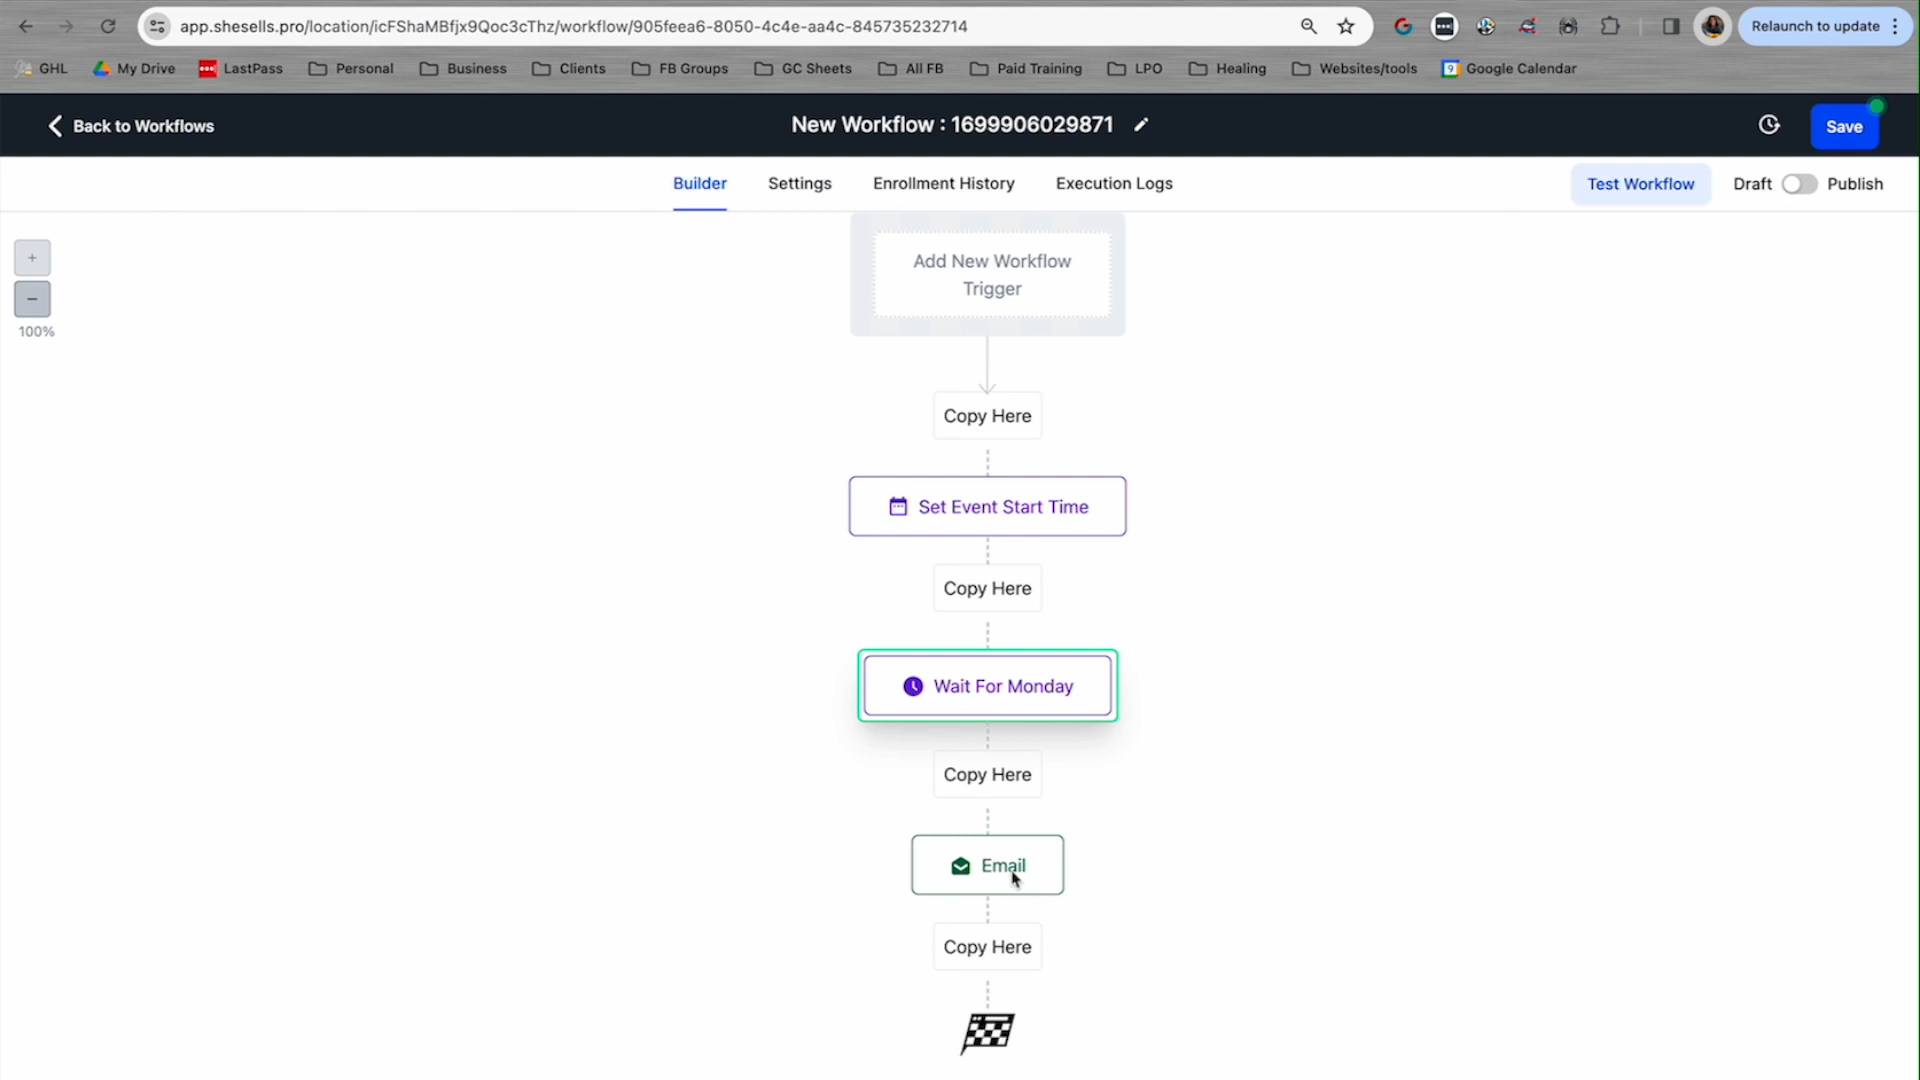 app.shesells.pro/location/icFShaMBfjx9Qoc3cThz/workflow/905feea6-8050-4c4e-aa4c-845735232714
Relaunch to update
GHL
My Drive
LastPass
Personal
Business
Clients
FB Groups
GC Sheets
All FB
Paid Training
LPO
Healing
Websites/tools
9
Google Calendar
Back to Workflows
New Workflow : 1699906029871
Save
Builder
Settings
Enrollment History
Execution Logs
Test Workflow
Draft
Publish
+
−
100%
Add New Workflow
Trigger
Copy Here
Set Event Start Time
Copy Here
Wait For Monday
Copy Here
Email
Copy Here